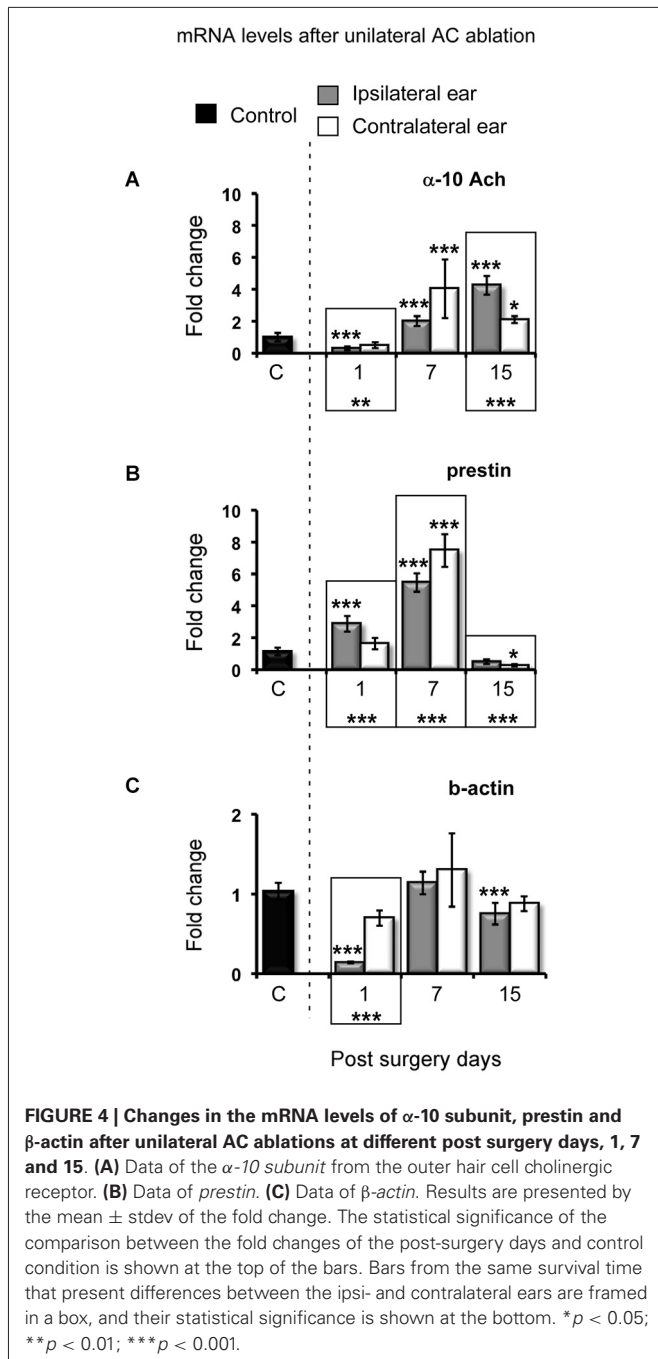 mRNA levels after unilateral AC ablation
Control
Ipsilateral ear
Contralateral ear
A
α-10 Ach
Fold change
10
8
6
4
2
0
***
***
***
***
*
C
1
7
15
**
***
B
prestin
Fold change
10
8
6
4
2
0
***
***
***
*
C
1
7
15
***
***
***
C
b-actin
Fold change
2
1
0
***
***
C
1
7
15
***
Post surgery days
FIGURE 4 | Changes in the mRNA levels of α-10 subunit, prestin and
β-actin after unilateral AC ablations at different post surgery days, 1, 7
and 15. (A) Data of the α-10 subunit from the outer hair cell cholinergic
receptor. (B) Data of prestin. (C) Data of β-actin. Results are presented by
the mean ± stdev of the fold change. The statistical significance of the
comparison between the fold changes of the post-surgery days and control
condition is shown at the top of the bars. Bars from the same survival time
that present differences between the ipsi- and contralateral ears are framed
in a box, and their statistical significance is shown at the bottom. *p < 0.05;
**p < 0.01; ***p < 0.001.